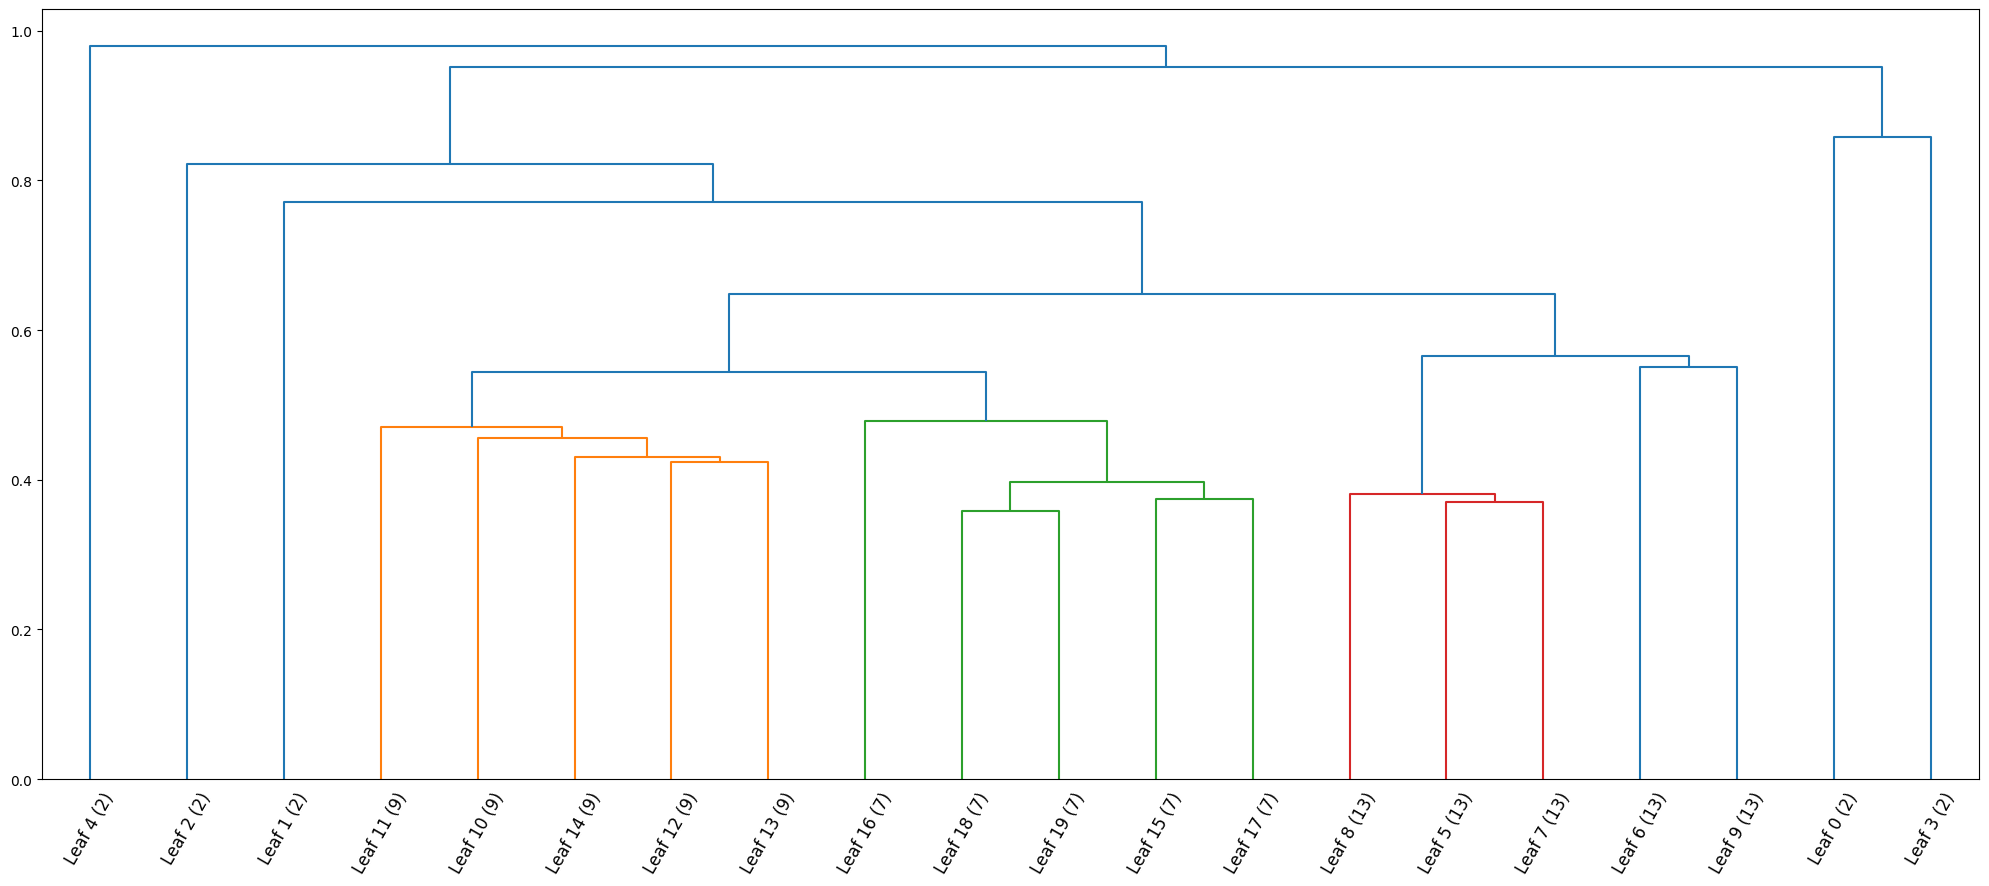 1.0
0.8
0.6
0.4
0.2
0.0
Leaf 4 (2)
Leaf 2 (2)
Leaf 1 (2)
Leaf 11 (9)
Leaf 10 (9)
Leaf 14 (9)
Leaf 12 (9)
Leaf 13 (9)
Leaf 16 (7)
Leaf 18 (7)
Leaf 19 (7)
Leaf 15 (7)
Leaf 17 (7)
Leaf 8 (13)
Leaf 5 (13)
Leaf 7 (13)
Leaf 6 (13)
Leaf 9 (13)
Leaf 0 (2)
Leaf 3 (2)